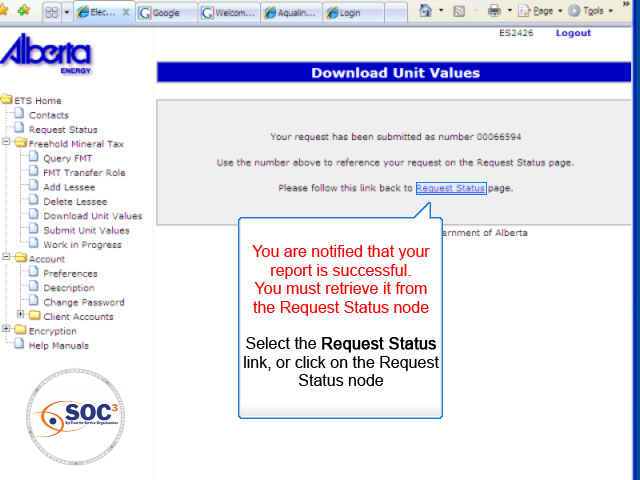 Elec...
Google
Welcom...
Aqualin...
Login
Page
Tools
»
ES2426
Logout
Alberta
ENERGY
Download Unit Values
ETS Home
Contacts
Request Status
Freehold Mineral Tax
Query FMT
FMT Transfer Role
Add Lessee
Delete Lessee
Download Unit Values
Submit Unit Values
Work in Progress
Account
Preferences
Description
Change Password
Client Accounts
Encryption
Help Manuals
Your request has been submitted as number 00066594
Use the number above to reference your request on the Request Status page.
Please follow this link back to Request Status page.
ernment of Alberta
You are notified that your
report is successful.
You must retrieve it from
the Request Status node
Select the Request Status
link, or click on the Request
Status node
SOC3
SysTrust for Service Organizations